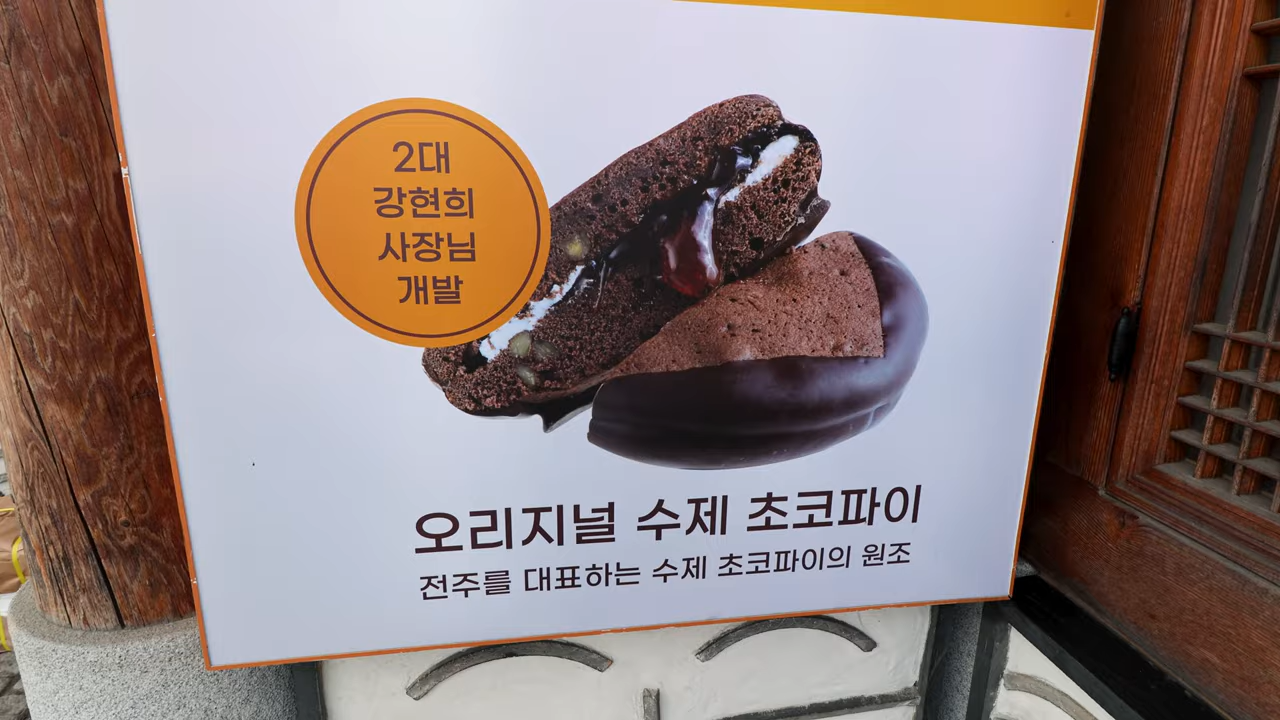 2대
강현희
사장님
개발
오리지널 수제 초코파이
전주를 대표하는 수제 초코파이의 원조